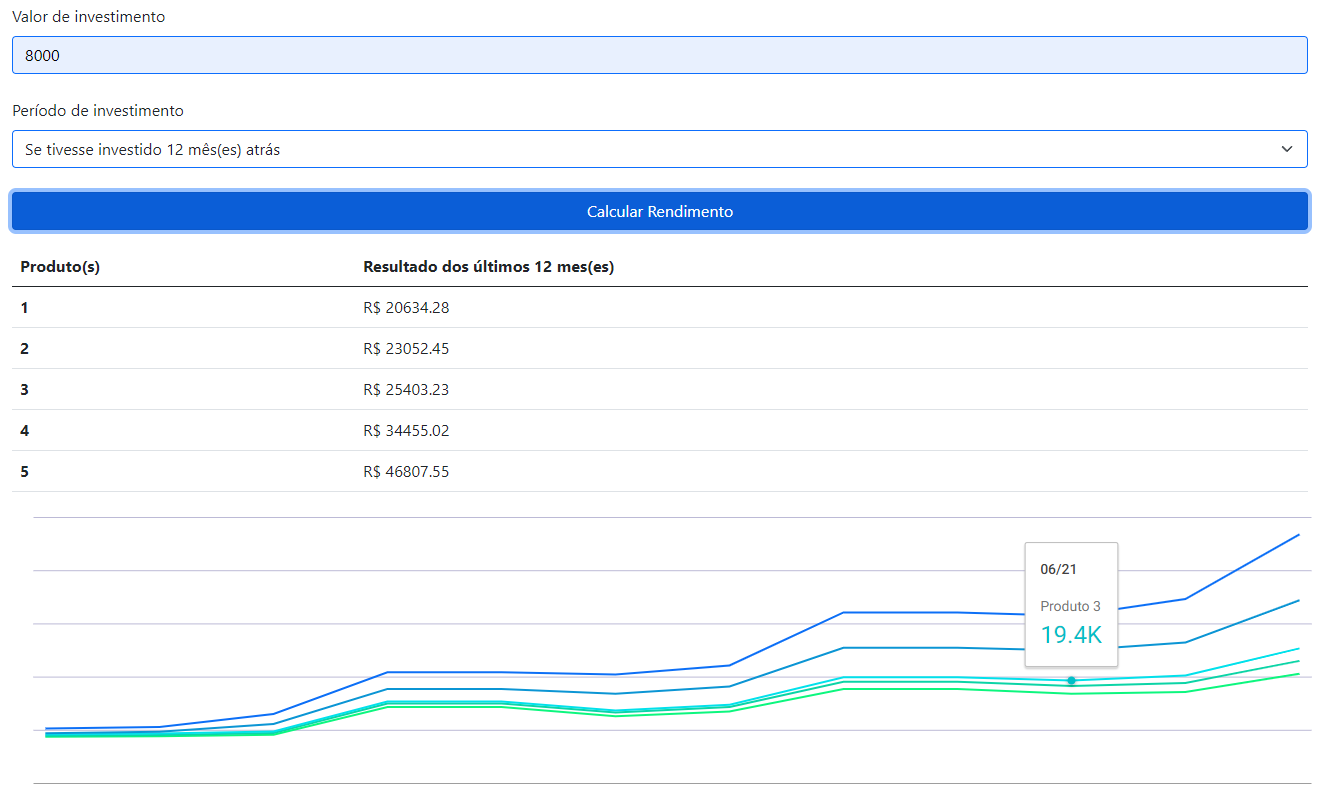 Valor de investimento
8000
Período de investimento
Se tivesse investido 12 mês(es) atrás
Calcular Rendimento
Produto(s) Resultado dos últimos 12 mes(es)
1 R$ 20634.28
2 R$ 23052.45
3 R$ 25403.23
4 R$ 34455.02
5 R$ 46807.55
06/21
Produto 3
19.4K